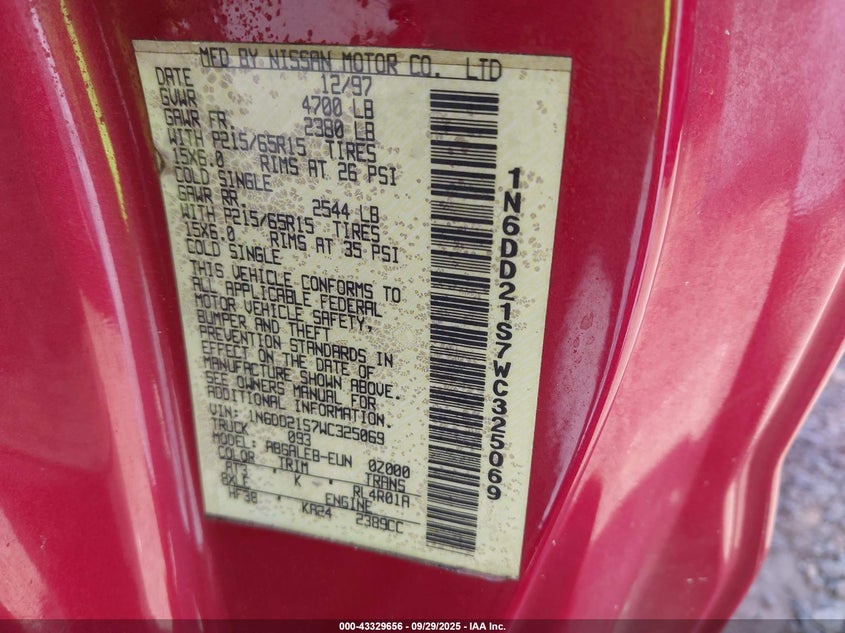 MFD BY NISSAN MOTOR CO. LTD
DATE 12/97
GVWR 4700 LB
GAWR FR. 2380 LB
WITH P215/65R15 TIRES
15X6.0 RIMS AT 26 PSI
COLD SINGLE
GAWR RR. 2544 LB
WITH P215/65R15 TIRES
15X6.0 RIMS AT 35 PSI
COLD SINGLE
THIS VEHICLE CONFORMS TO
ALL APPLICABLE FEDERAL
MOTOR VEHICLE SAFETY,
BUMPER AND THEFT
PREVENTION STANDARDS IN
EFFECT ON THE DATE OF
MANUFACTURE SHOWN ABOVE.
SEE OWNERS MANUAL FOR
ADDITIONAL INFORMATION.
VIN: 1N6DD21S7WC325069
TRUCK 093
MODEL: ABGALEB-EUN 02000
COLOR TRIM TRANS
AT3 K RL4R01A
AXLE ENGINE
HF38 KA24 2389CC
1N6DD21S7WC325069
000-43329656 - 09/29/2025 - IAA Inc.